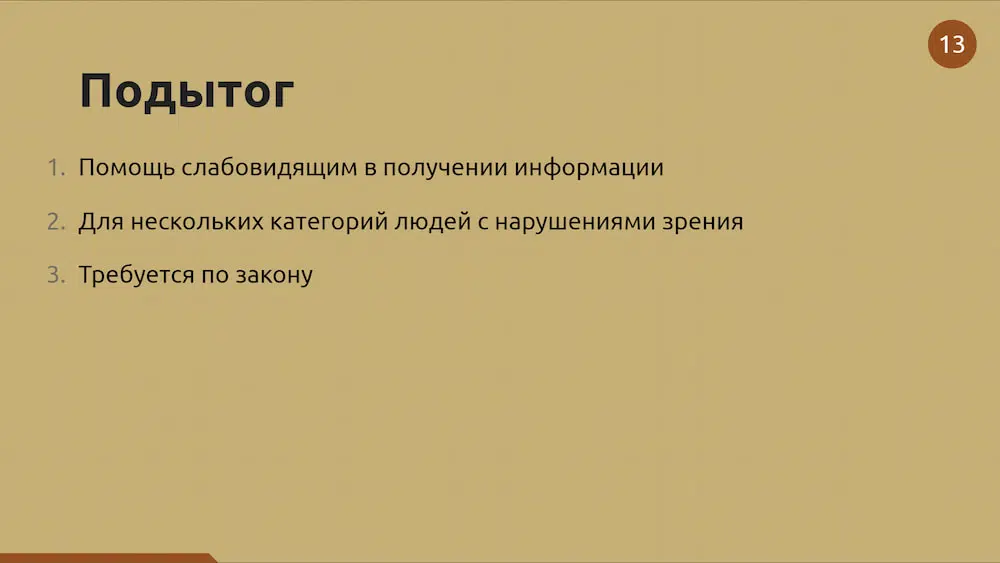 13
Подытог
1. Помощь слабовидящим в получении информации
2. Для нескольких категорий людей с нарушениями зрения
3. Требуется по закону